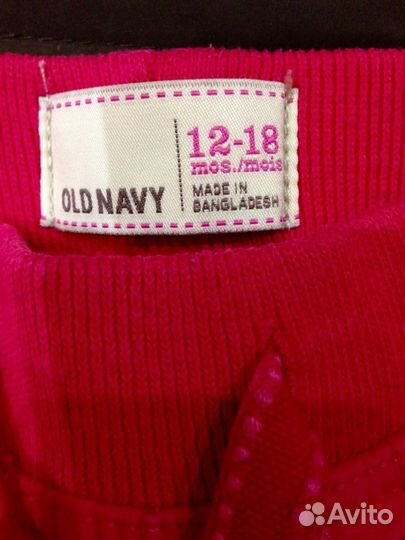 OLD NAVY
12-18
mos./mois
MADE IN
BANGLADESH
Avito